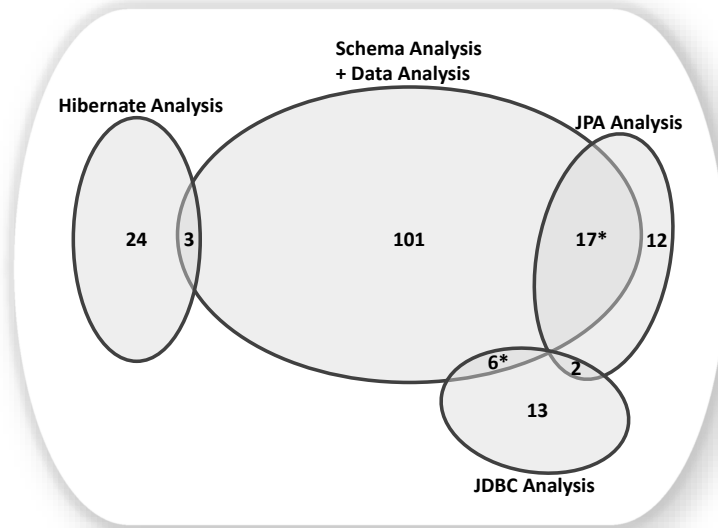 Schema Analysis
+ Data Analysis
Hibernate Analysis
JPA Analysis
24
3
101
17*
12
6*
2
13
JDBC Analysis